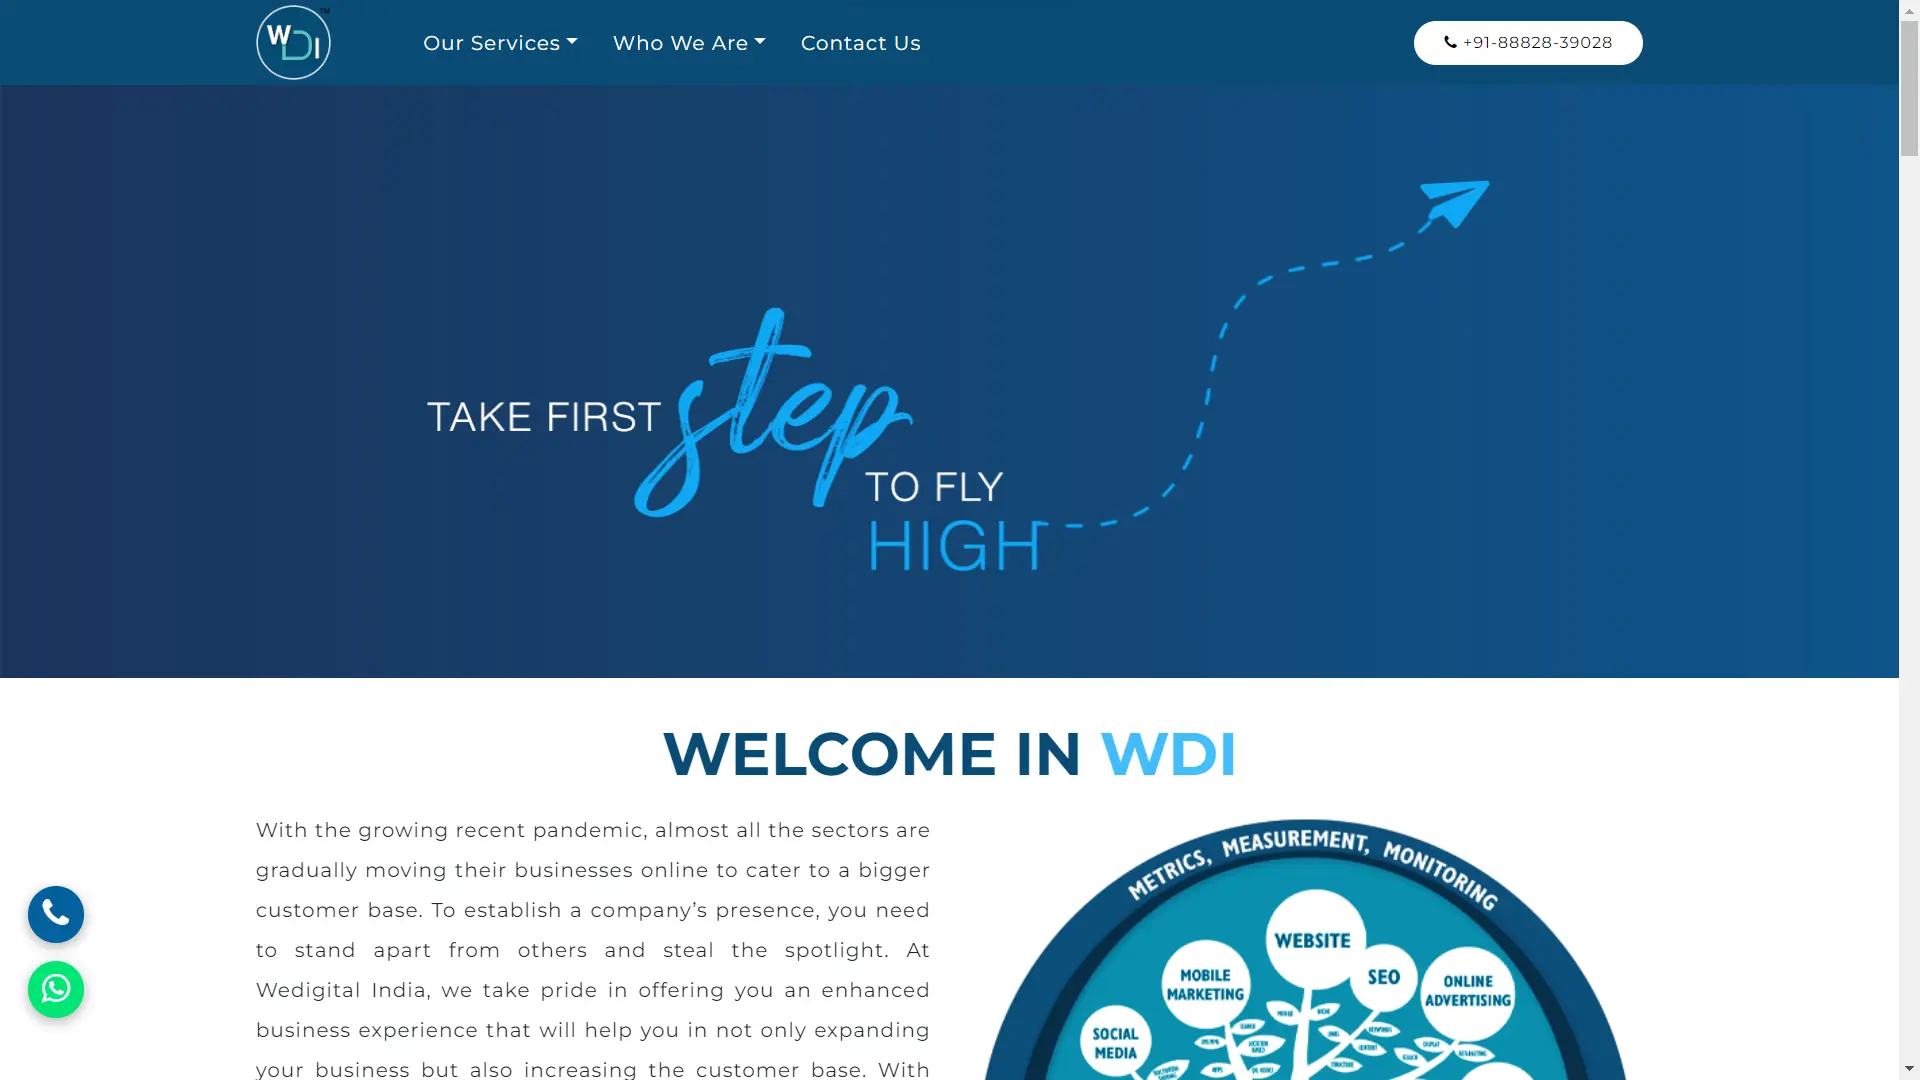 WDI
TM
Our Services
Who We Are
Contact Us
+91-88828-39028
TAKE FIRST step
TO FLY
HIGH
WELCOME IN WDI
With the growing recent pandemic, almost all the sectors are
gradually moving their businesses online to cater to a bigger
customer base. To establish a company’s presence, you need
to stand apart from others and steal the spotlight. At
Wedigital India, we take pride in offering you an enhanced
business experience that will help you in not only expanding
your business but also increasing the customer base. With
METRICS, MEASUREMENT, MONITORING
WEBSITE
MOBILE
MARKETING
SEO
ONLINE
ADVERTISING
SOCIAL
MEDIA